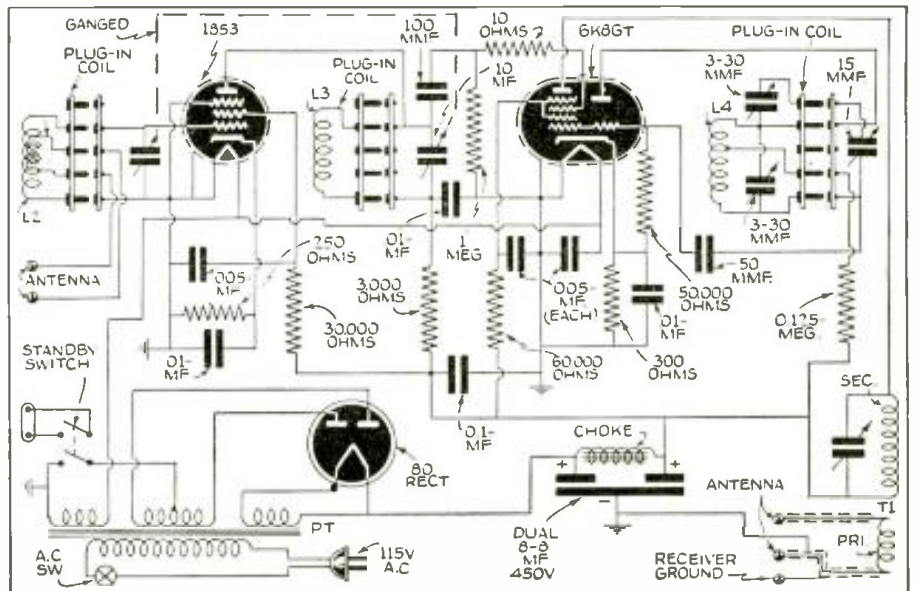 GANGED
1853
PLUG-IN
COIL
100
MMF
10
OHMS
6K8GT
PLUG-IN COIL
10
MF
PLUG-IN
COIL
L3
3-30
MMF
15
MMF
L4
L2
.01-
MF
1
MEG
3-30
MMF
ANTENNA
.005
MF
250
OHMS
30,000
OHMS
3,000
OHMS
.005
MF
(EACH)
50
MMF
50,000
OHMS
.01-
MF
0.125-
MEG
.01-
MF
60,000
OHMS
300
OHMS
STANDBY
SWITCH
0.1-
MF
80
RECT
CHOKE
SEC.
PT
ANTENNA
T1
A.C
SW
115V
A.C
DUAL
8-8
MF
450V
RECEIVER
GROUND
PRI.